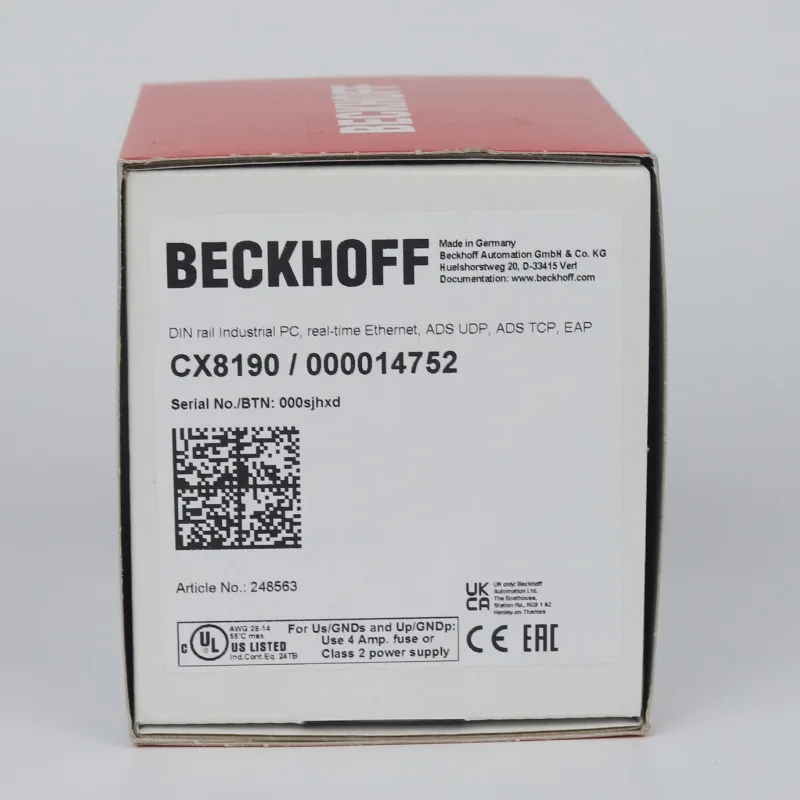 BECKHOFF
BECKHOFF
Made in Germany
Beckhoff Automation GmbH & Co. KG
Huelshorstweg 20, D-33415 Verl
Documentation: www.beckhoff.com
DIN rail Industrial PC, real-time Ethernet, ADS UDP, ADS TCP, EAP
CX8190 / 000014752
Serial No./BTN: 000sjhxd
Article No.: 248563
UK
CA
UK only: Beckhoff
Automation Ltd.
The Boathouse,
Station Rd., RG9 1 AZ
Henley-on Thames
C UL US LISTED
AWG 28-14
55°C max
Ind.Cont.Eq. 24TB
For Us/GNDs and Up/GNDp:
Use 4 Amp. fuse or
Class 2 power supply
CE EAC